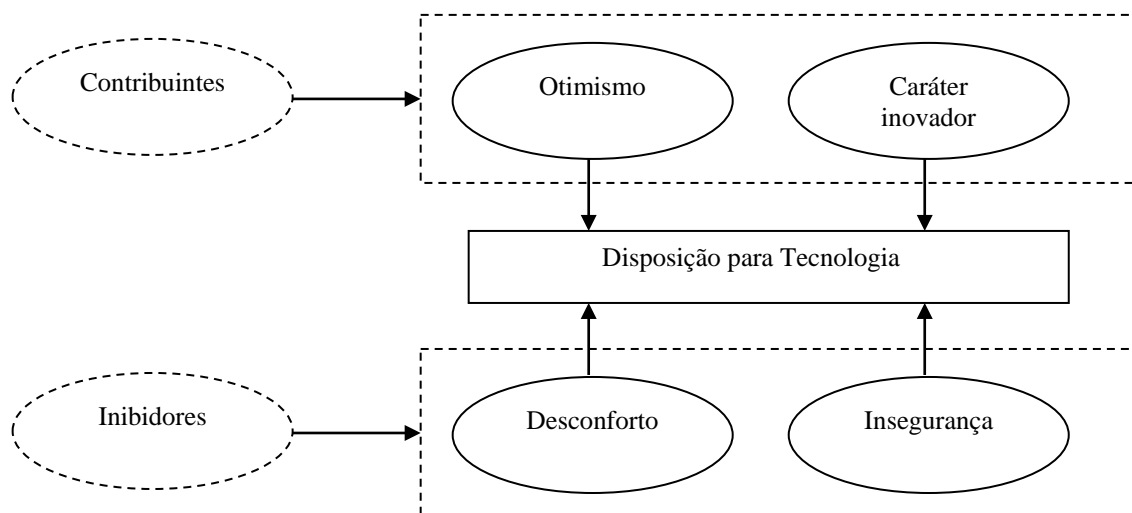 Contribuintes
Otimismo
Caráter
inovador
Disposição para Tecnologia
Inibidores
Desconforto
Insegurança